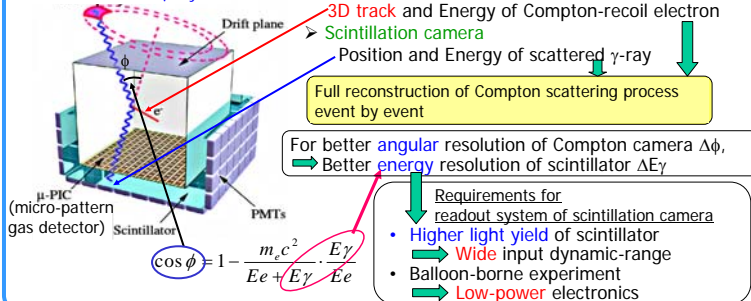 3D track and Energy of Compton-recoil electron
➢ Scintillation camera
Position and Energy of scattered γ-ray
Full reconstruction of Compton scattering process
event by event
For better angular resolution of Compton camera Δφ,
Better energy resolution of scintillator ΔEγ
Requirements for
readout system of scintillation camera
• Higher light yield of scintillator
Wide input dynamic-range
• Balloon-borne experiment
Low-power electronics
Drift plane
ϕ
e-
μ-PIC
(micro-pattern
gas detector)
Scintillator
PMTs
cos ϕ = 1 − m_e c² / (Ee + Eγ) · Eγ / Ee